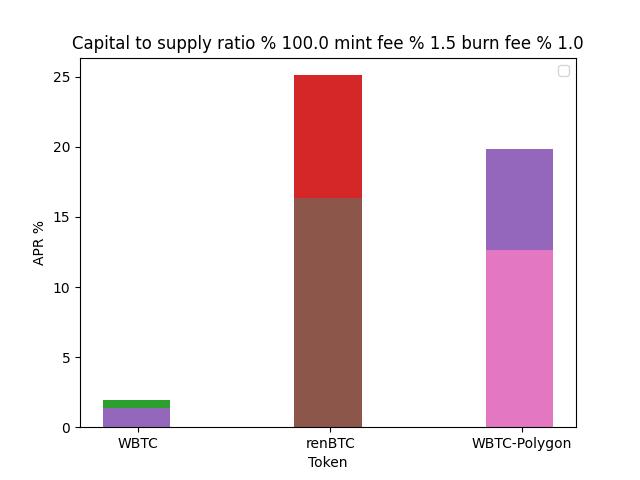 Capital to supply ratio % 100.0 mint fee % 1.5 burn fee % 1.0
25
20
15
10
5
0
APR %
WBTC renBTC WBTC-Polygon
Token